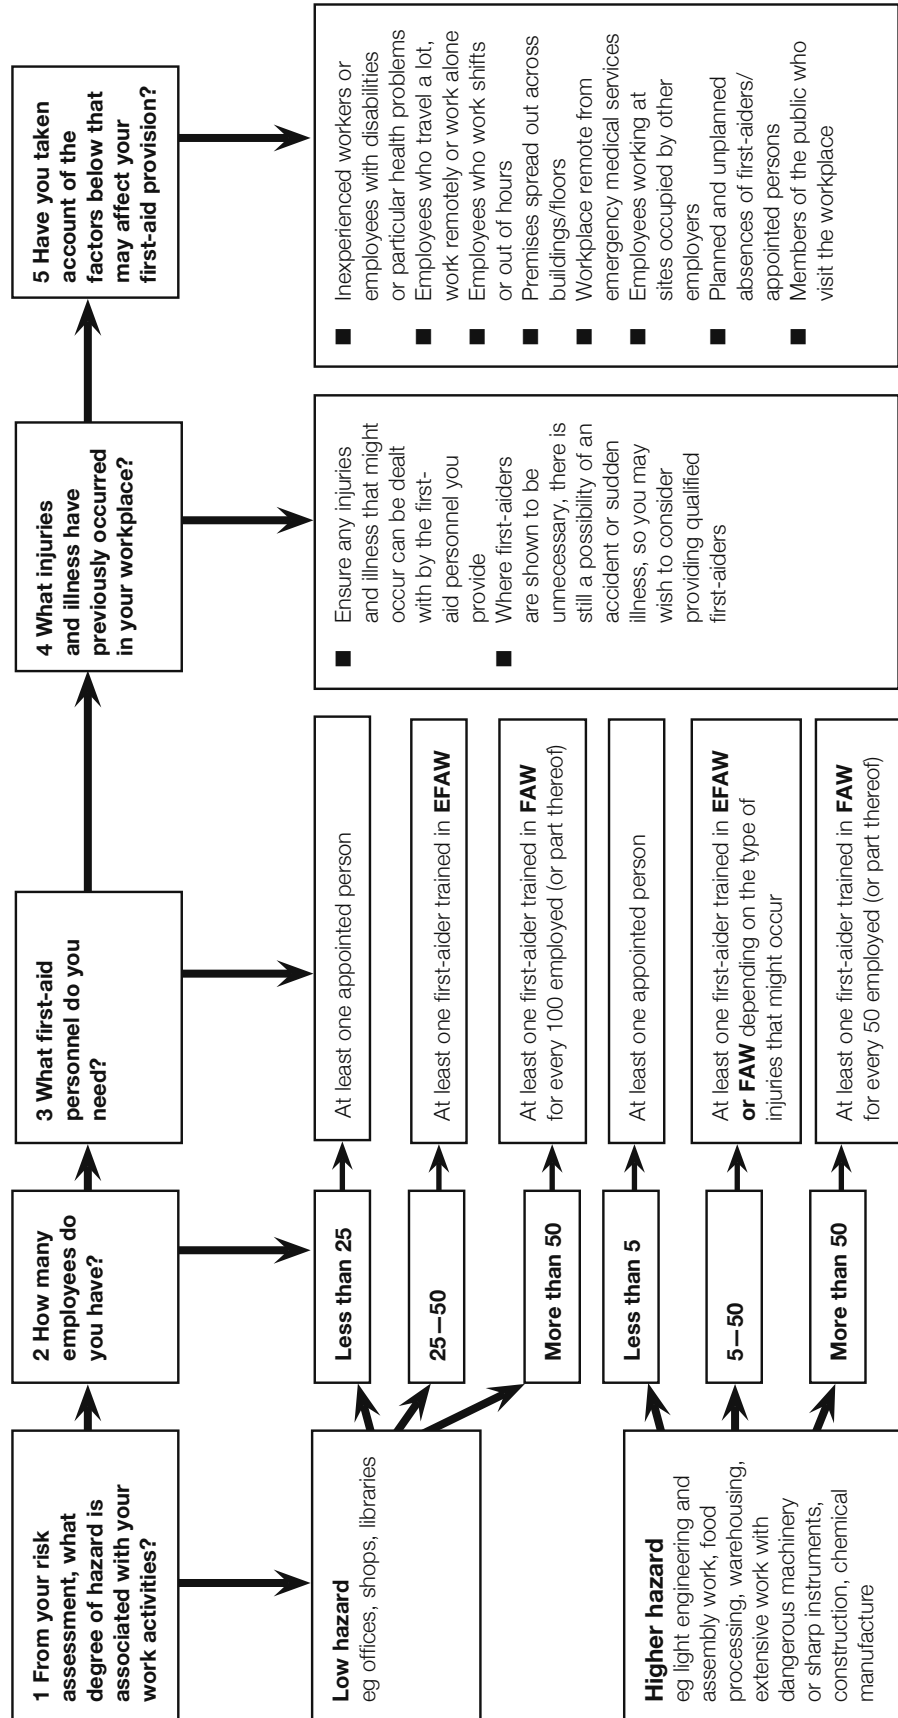 1 From your risk
assessment, what
degree of hazard is
associated with your
work activities?
2 How many
employees do
you have?
3 What first-aid
personnel do you
need?
4 What injuries
and illness have
previously occurred
in your workplace?
5 Have you taken
account of the
factors below that
may affect your
first-aid provision?
Low hazard
eg offices, shops, libraries
Less than 25
At least one appointed person
25–50
At least one first-aider trained in EFAW
More than 50
At least one first-aider trained in FAW
for every 100 employed (or part thereof)
Higher hazard
eg light engineering and
assembly work, food
processing, warehousing,
extensive work with
dangerous machinery
or sharp instruments,
construction, chemical
manufacture
Less than 5
At least one appointed person
5–50
At least one first-aider trained in EFAW
or FAW depending on the type of
injuries that might occur
More than 50
At least one first-aider trained in FAW
for every 50 employed (or part thereof)
■ Ensure any injuries
and illness that might
occur can be dealt
with by the first-
aid personnel you
provide
■ Where first-aiders
are shown to be
unnecessary, there is
still a possibility of an
accident or sudden
illness, so you may
wish to consider
providing qualified
first-aiders
■ Inexperienced workers or
employees with disabilities
or particular health problems
■ Employees who travel a lot,
work remotely or work alone
■ Employees who work shifts
or out of hours
■ Premises spread out across
buildings/floors
■ Workplace remote from
emergency medical services
■ Employees working at
sites occupied by other
employers
■ Planned and unplanned
absences of first-aiders/
appointed persons
■ Members of the public who
visit the workplace